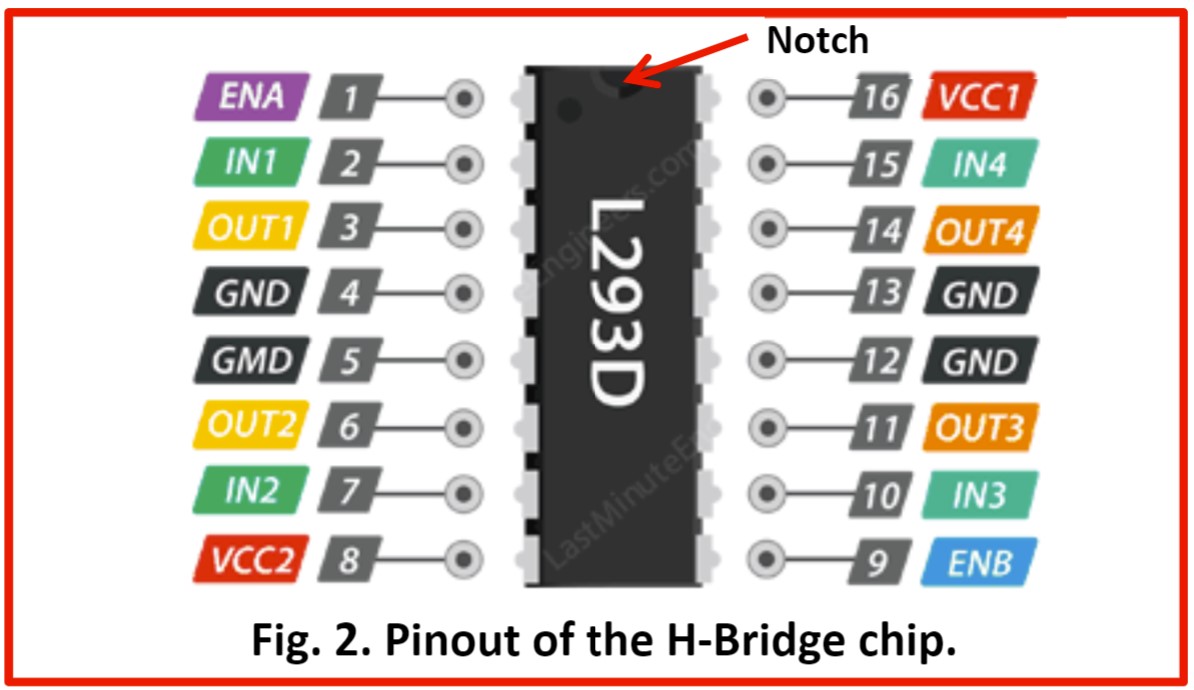 Notch
ENA 1 16 VCC1
IN1 2 15 IN4
OUT1 3 14 OUT4
GND 4 13 GND
GMD 5 12 GND
OUT2 6 11 OUT3
IN2 7 10 IN3
VCC2 8 9 ENB
L293D
LastMinuteEngineers.com
Fig. 2. Pinout of the H-Bridge chip.